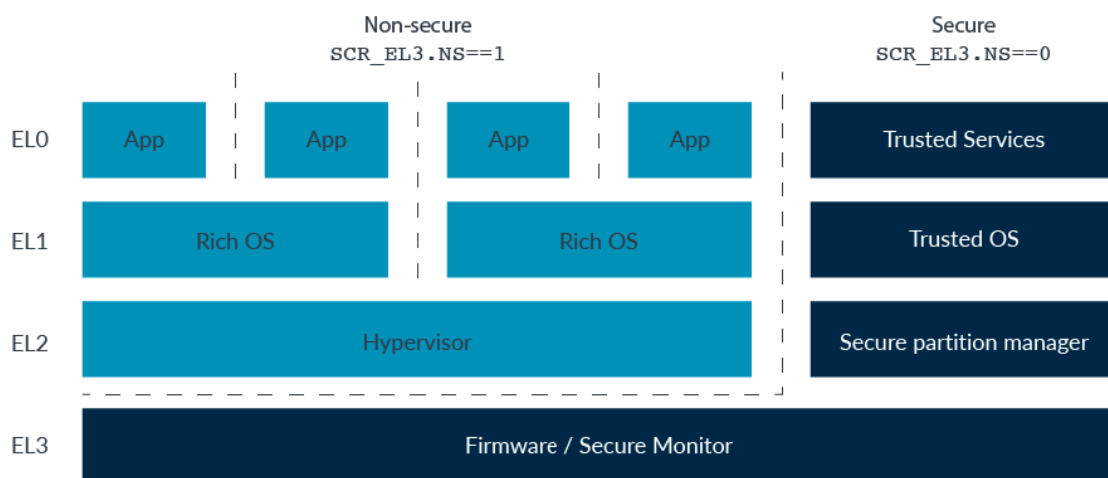 Non-secure
SCR_EL3.NS==1
Secure
SCR_EL3.NS==0
EL0
App
App
App
App
Trusted Services
EL1
Rich OS
Rich OS
Trusted OS
EL2
Hypervisor
Secure partition manager
EL3
Firmware / Secure Monitor